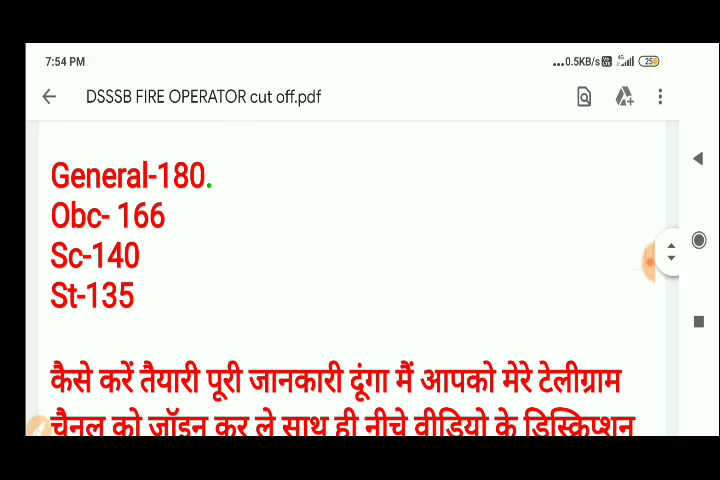 7:54 PM
...0.5KB/s 4G 25
DSSSB FIRE OPERATOR cut off.pdf
General-180.
Obc- 166
Sc-140
St-135
कैसे करें तैयारी पूरी जानकारी दूंगा मैं आपको मेरे टेलीग्राम
चैनल को जॉइन कर ले साथ ही नीचे वीडियो के डिस्क्रिप्शन